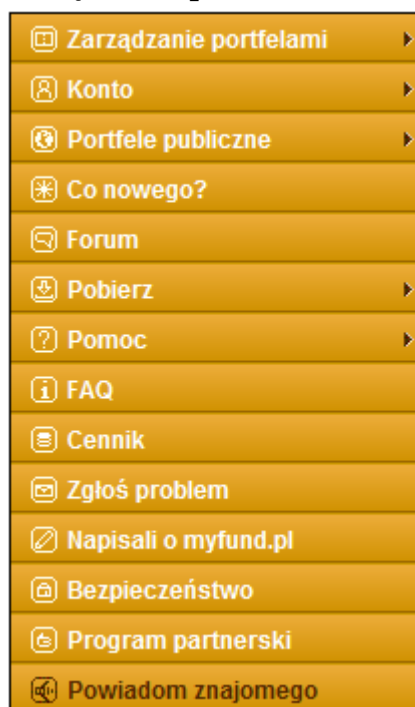 Zarządzanie portfelami
Konto
Portfele publiczne
Co nowego?
Forum
Pobierz
Pomoc
FAQ
Cennik
Zgłoś problem
Napisali o myfund.pl
Bezpieczeństwo
Program partnerski
Powiadom znajomego